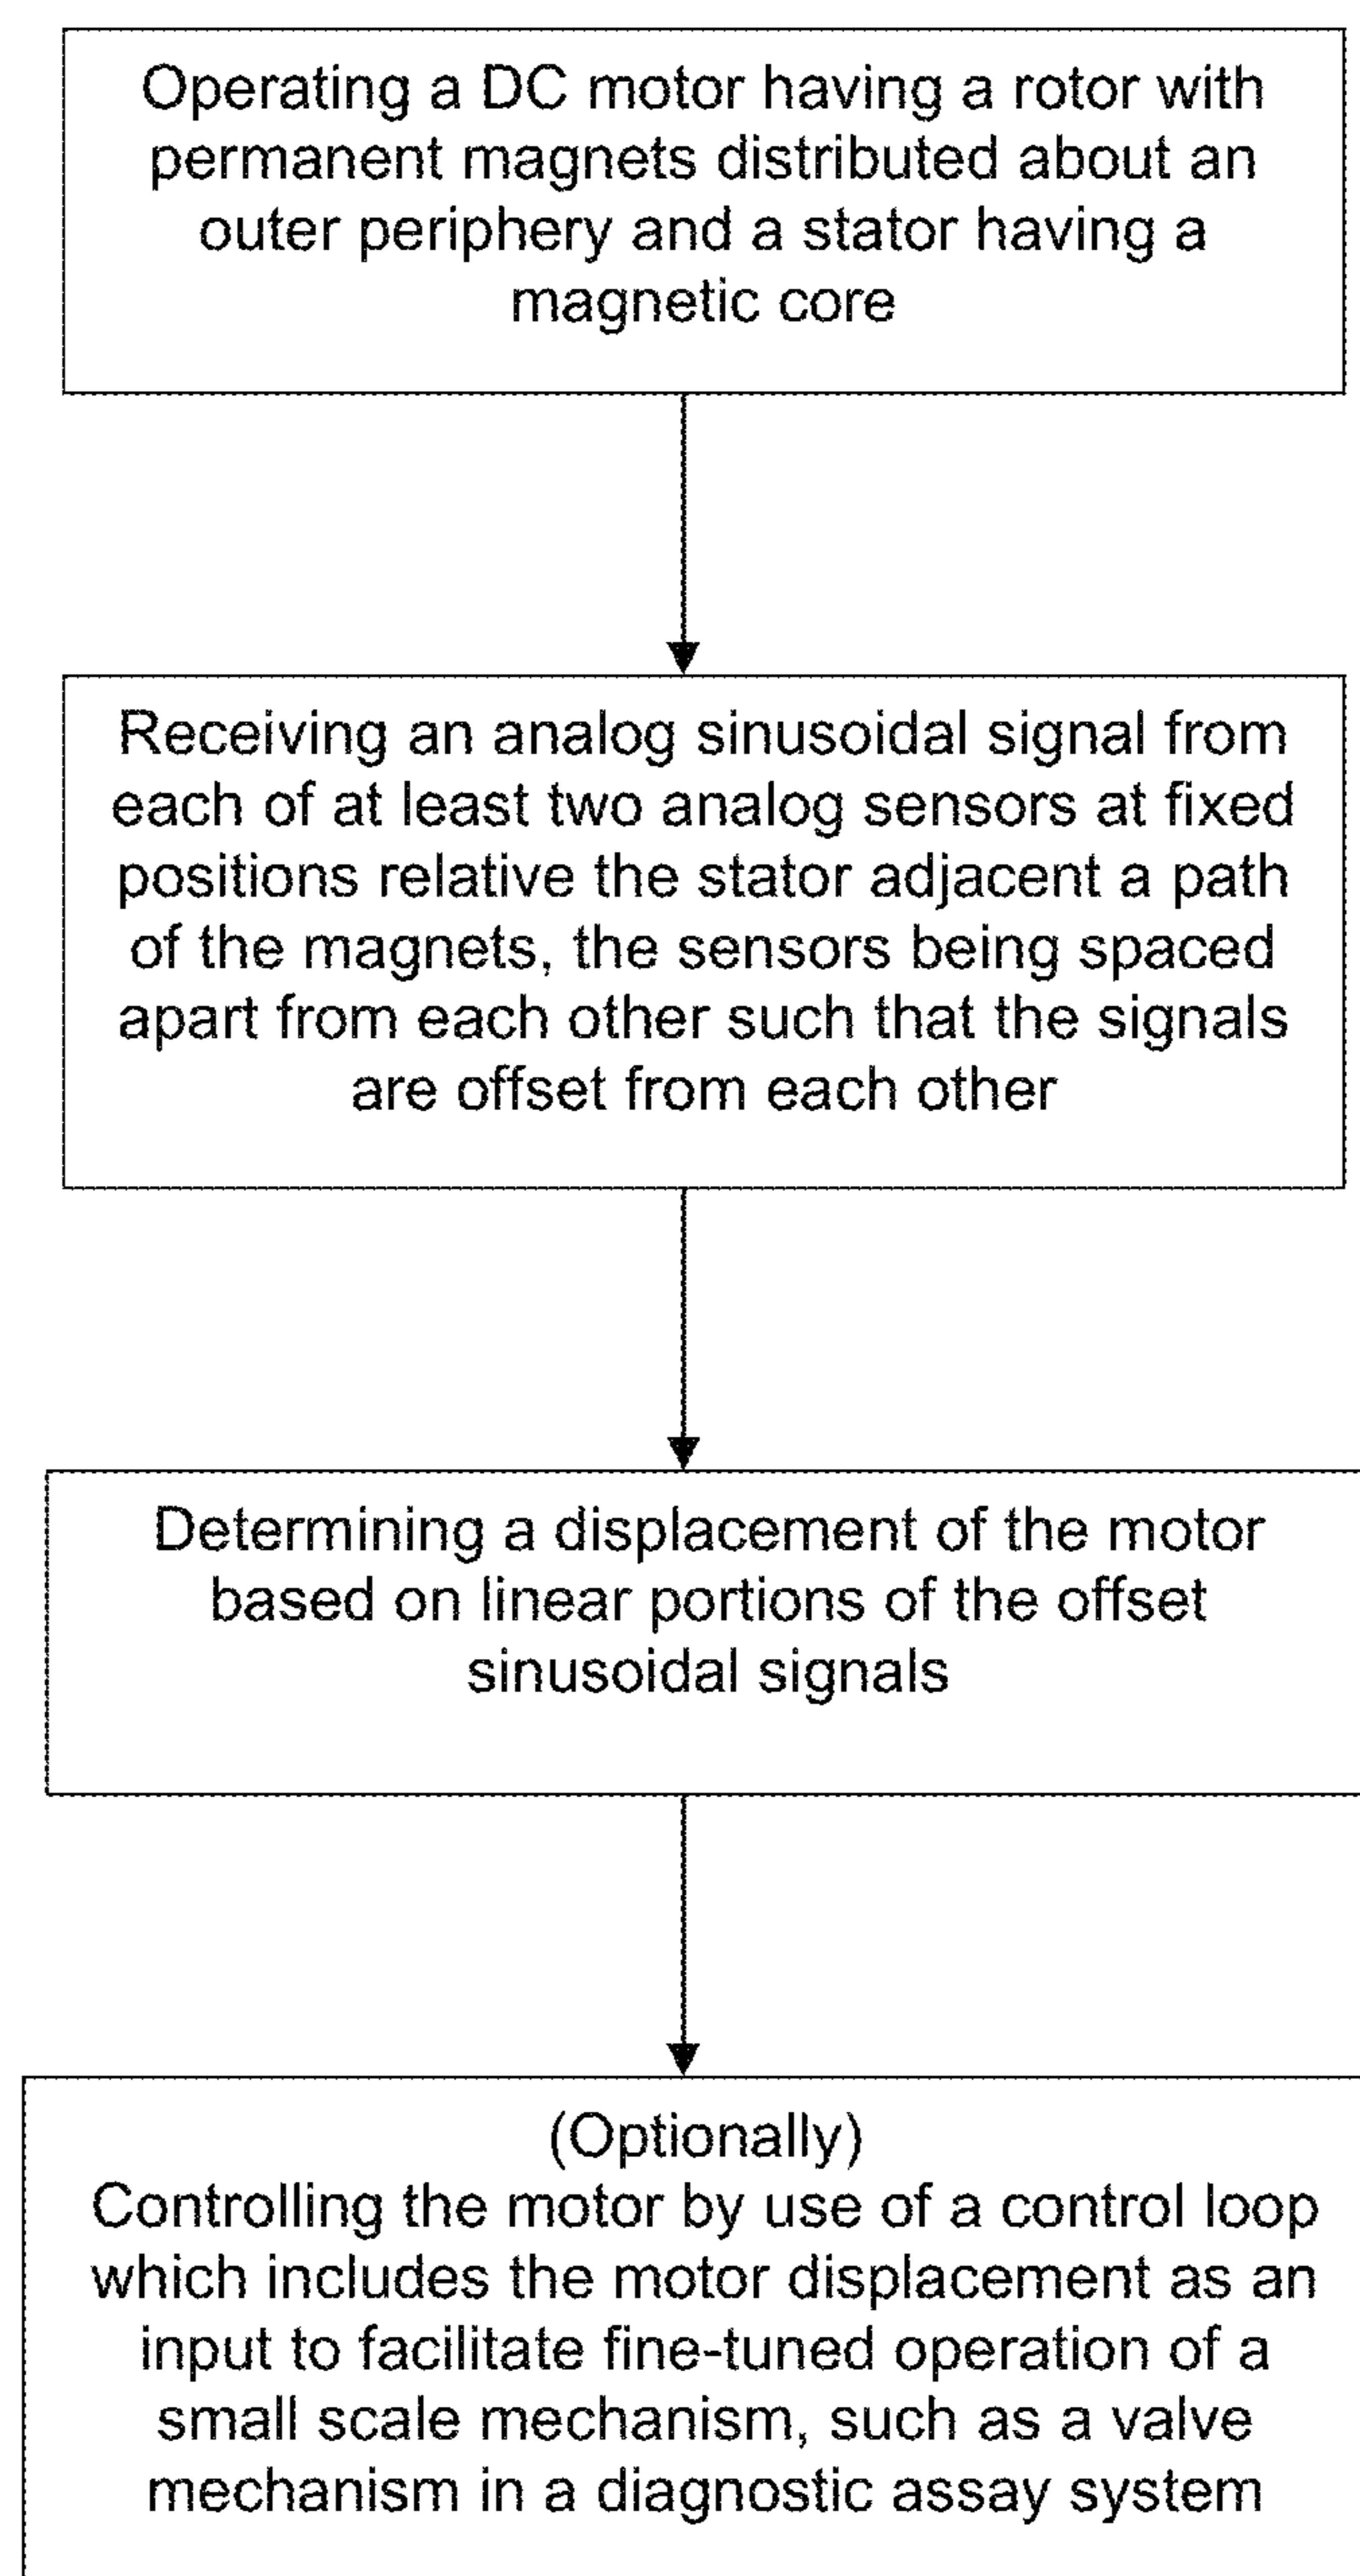 Operating a DC motor having a rotor with
permanent magnets distributed about an
outer periphery and a stator having a
magnetic core
Receiving an analog sinusoidal signal from
each of at least two analog sensors at fixed
positions relative the stator adjacent a path
of the magnets, the sensors being spaced
apart from each other such that the signals
are offset from each other
Determining a displacement of the motor
based on linear portions of the offset
sinusoidal signals
(Optionally)
Controlling the motor by use of a control loop
which includes the motor displacement as an
input to facilitate fine-tuned operation of a
small scale mechanism, such as a valve
mechanism in a diagnostic assay system